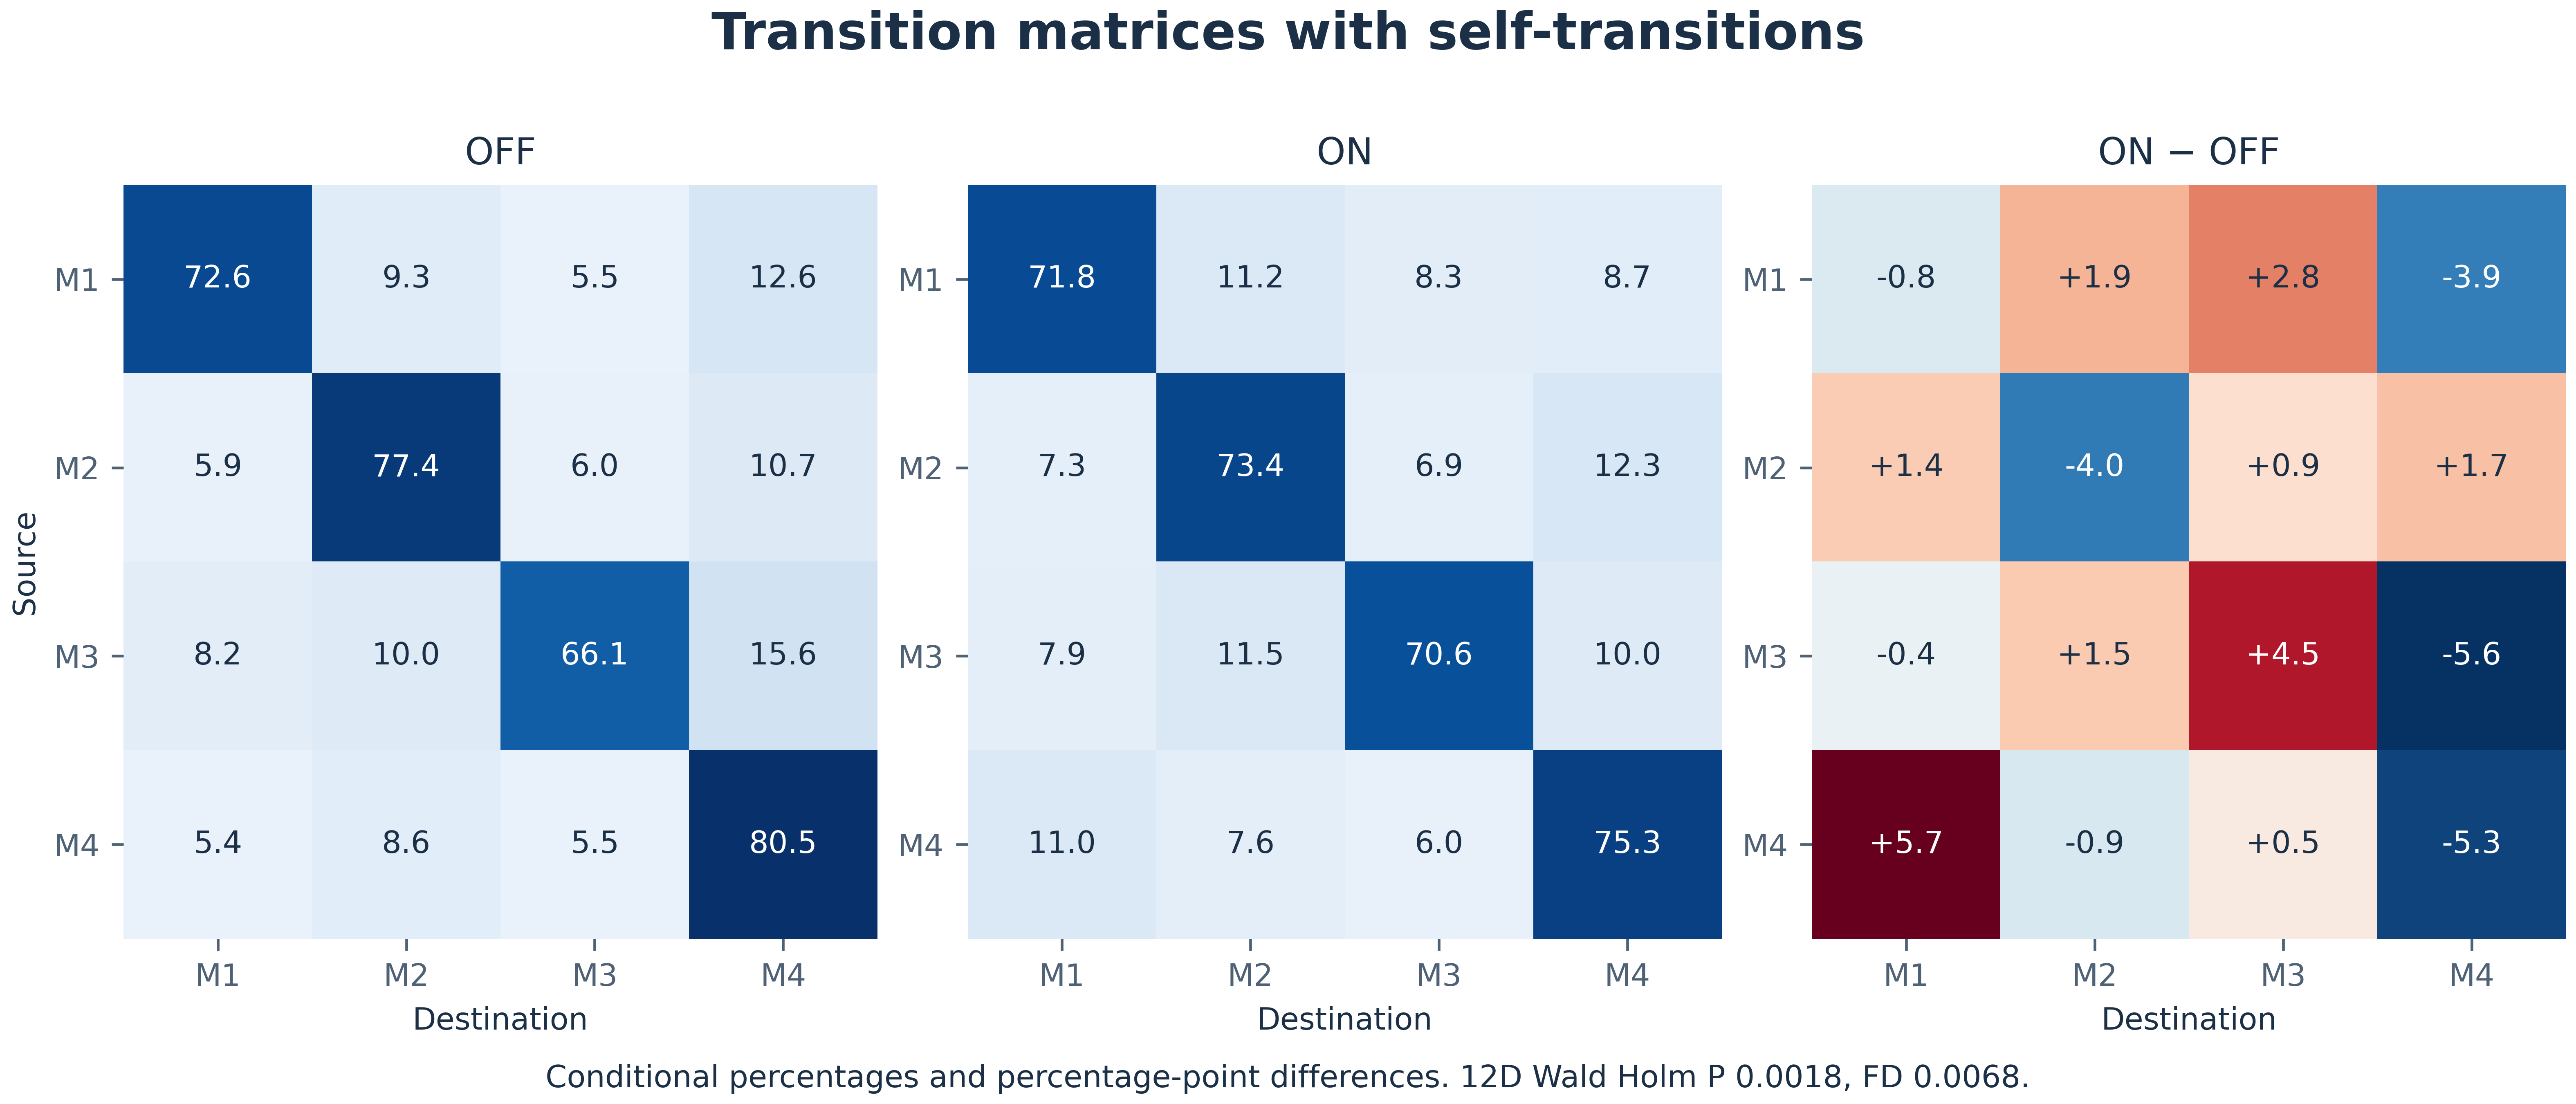 Transition matrices with self-transitions
OFF ON ON − OFF
M1 72.6 9.3 5.5 12.6 M1 71.8 11.2 8.3 8.7 M1 -0.8 +1.9 +2.8 -3.9
M2 5.9 77.4 6.0 10.7 M2 7.3 73.4 6.9 12.3 M2 +1.4 -4.0 +0.9 +1.7
Source
M3 8.2 10.0 66.1 15.6 M3 7.9 11.5 70.6 10.0 M3 -0.4 +1.5 +4.5 -5.6
M4 5.4 8.6 5.5 80.5 M4 11.0 7.6 6.0 75.3 M4 +5.7 -0.9 +0.5 -5.3
M1 M2 M3 M4 M1 M2 M3 M4 M1 M2 M3 M4
Destination Destination Destination
Conditional percentages and percentage-point differences. 12D Wald Holm P 0.0018, FD 0.0068.